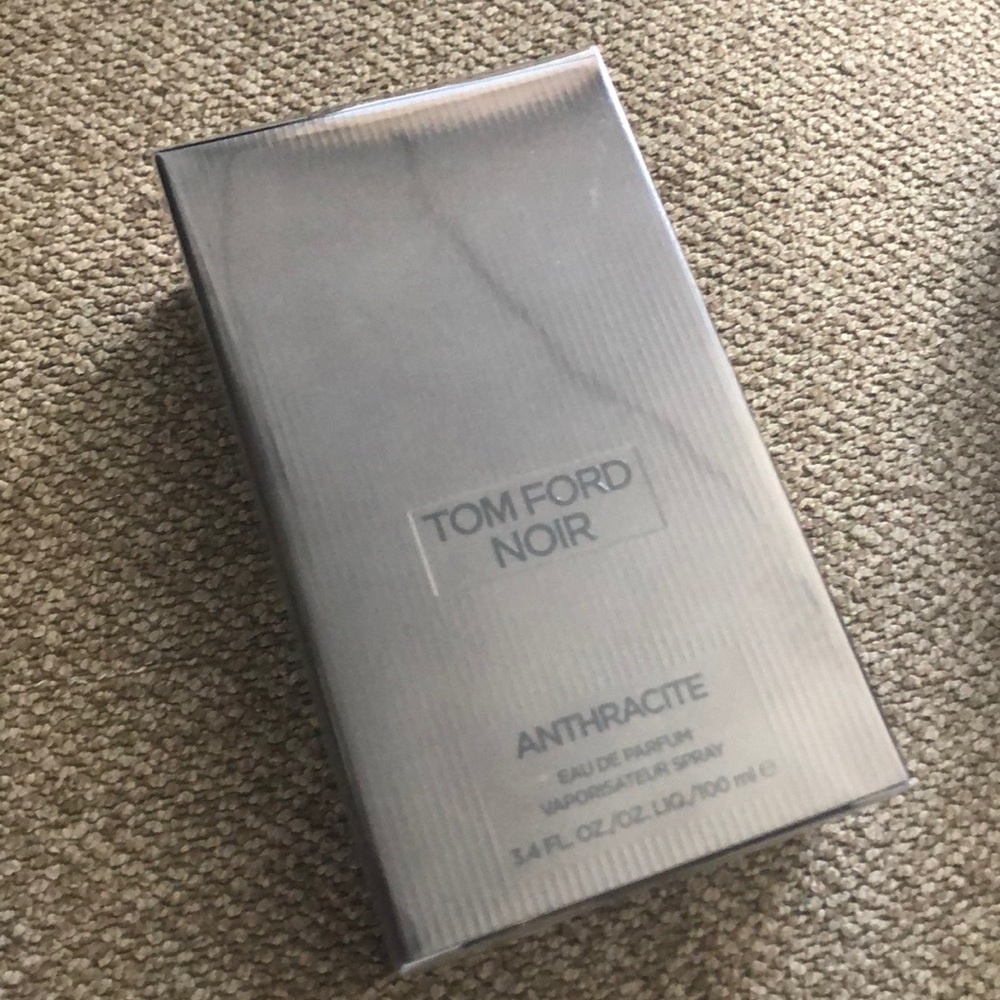 TOM FORD
NOIR
ANTHRACITE
EAU DE PARFUM
VAPORISATEUR SPRAY
3.4 FL. OZ./OZ. LIQ./100 ml ℮